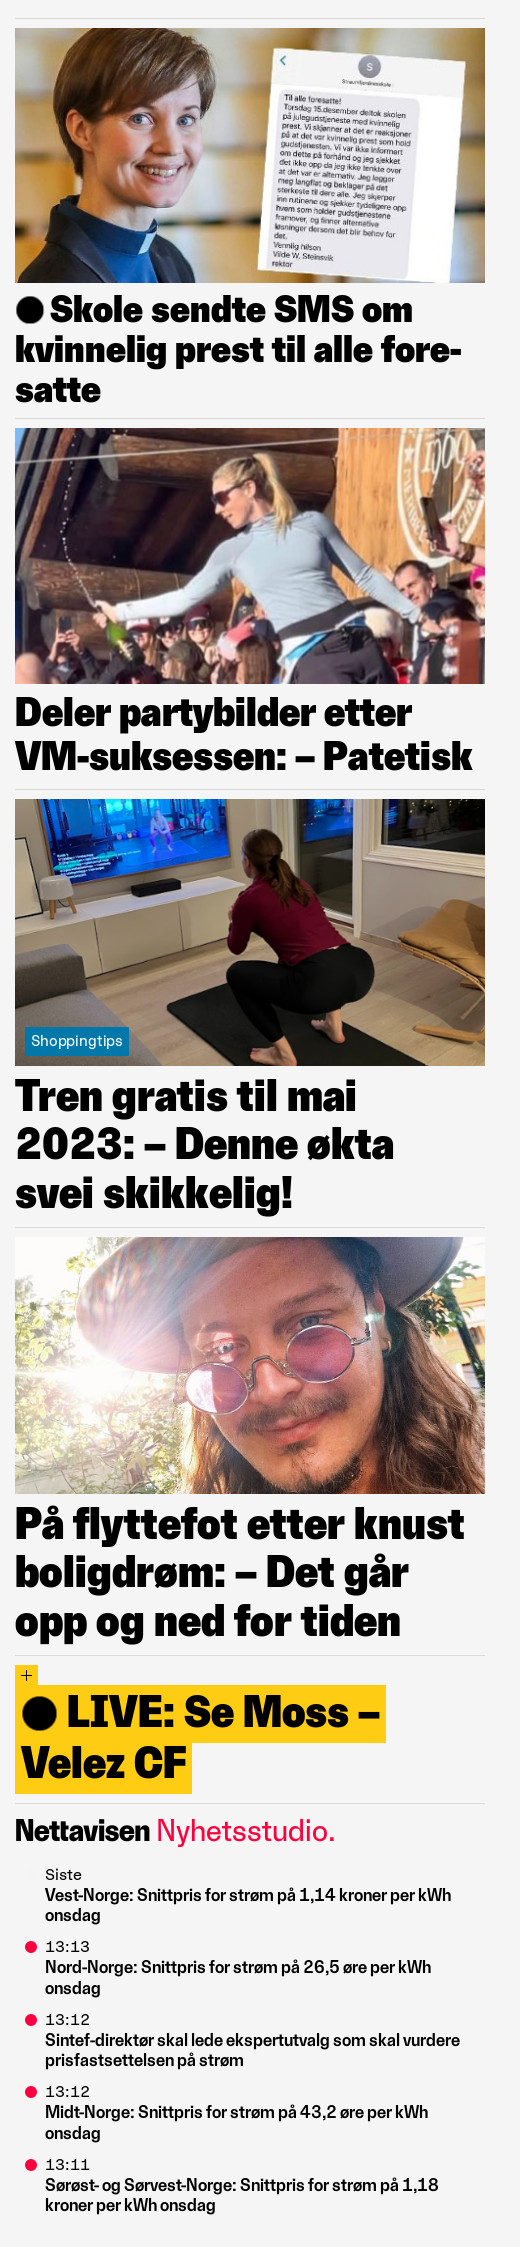 S
Straumfjordneskole
Til alle foresatte!
Torsdag 15.desember deltok skolen
på julegudstjeneste med kvinnelig
prest. Vi skjønner at det er reaksjoner
på at det var kvinnelig prest som hold
gudstjenesten. Vi var ikke informert
om dette på forhånd og jeg sjekket
det ikke opp da jeg ikke tenkte over
at det var er alternativ. Jeg legger
meg langflat og beklager på det
sterkeste til dere alle. Jeg skjerper
inn rutinene og sjekker tydeligere opp
hvem som holder gudstjenestene
framover, og finner alternative
løsninger dersom det blir behov for
det.
Vennlig hilsen
Vilde W. Steinsvik
rektor
Skole sendte SMS om
kvinnelig prest til alle fore-
satte
Deler partybilder etter
VM-suksessen: – Patetisk
Shoppingtips
Tren gratis til mai
2023: – Denne økta
svei skikkelig!
På flyttefot etter knust
boligdrøm: – Det går
opp og ned for tiden
+
LIVE: Se Moss –
Velez CF
Nettavisen Nyhetsstudio.
Siste
Vest-Norge: Snittpris for strøm på 1,14 kroner per kWh
onsdag
13:13
Nord-Norge: Snittpris for strøm på 26,5 øre per kWh
onsdag
13:12
Sintef-direktør skal lede ekspertutvalg som skal vurdere
prisfastsettelsen på strøm
13:12
Midt-Norge: Snittpris for strøm på 43,2 øre per kWh
onsdag
13:11
Sørøst- og Sørvest-Norge: Snittpris for strøm på 1,18
kroner per kWh onsdag